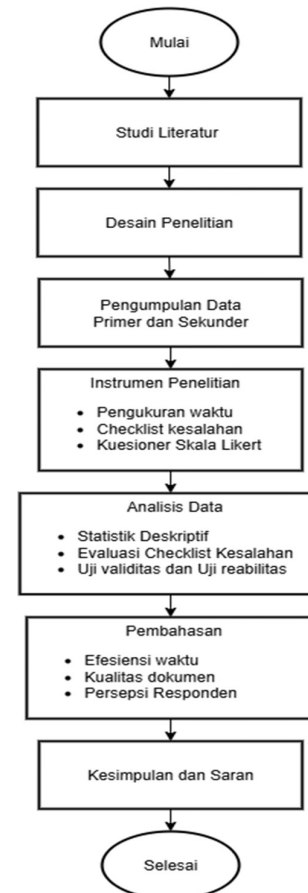 Mulai
Studi Literatur
Desain Penelitian
Pengumpulan Data
Primer dan Sekunder
Instrumen Penelitian
• Pengukuran waktu
• Checklist kesalahan
• Kuesioner Skala Likert
Analisis Data
• Statistik Deskriptif
• Evaluasi Checklist Kesalahan
• Uji validitas dan Uji reabilitas
Pembahasan
• Efesiensi waktu
• Kualitas dokumen
• Persepsi Responden
Kesimpulan dan Saran
Selesai